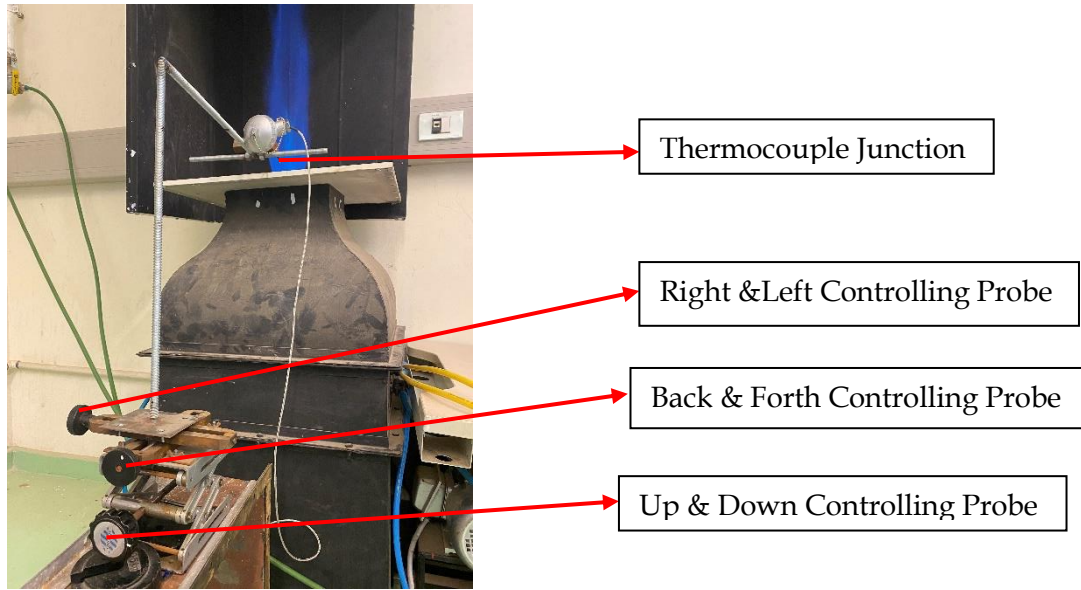 Thermocouple Junction
Right &Left Controlling Probe
Back & Forth Controlling Probe
Up & Down Controlling Probe